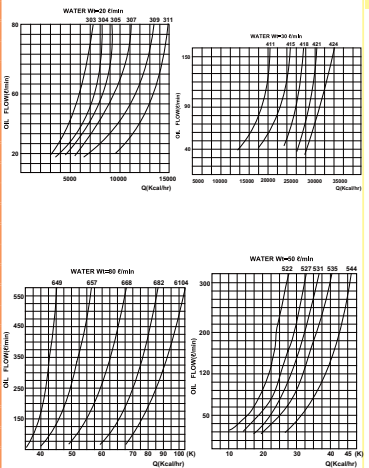 WATER Wt=20 ℓ/min
303 304 305 307 309 311
80
60
20
OIL FLOW(ℓ/min)
5000 10000 15000
Q(Kcal/hr)
WATER Wt=30 ℓ/min
411 415 418 421 424
150
90
40
OIL FLOW(ℓ/min)
5000 10000 15000 20000 25000 30000 35000
Q(Kcal/hr)
WATER Wt=80 ℓ/min
649 657 668 682 6104
550
450
350
250
150
OIL FLOW(ℓ/min)
40 60 70 80 90 100 (K)
Q(Kcal/hr)
WATER Wt=50 ℓ/min
522 527 531 535 544
300
200
120
50
OIL FLOW(ℓ/min)
10 20 30 40 45 (K)
Q(Kcal/hr)